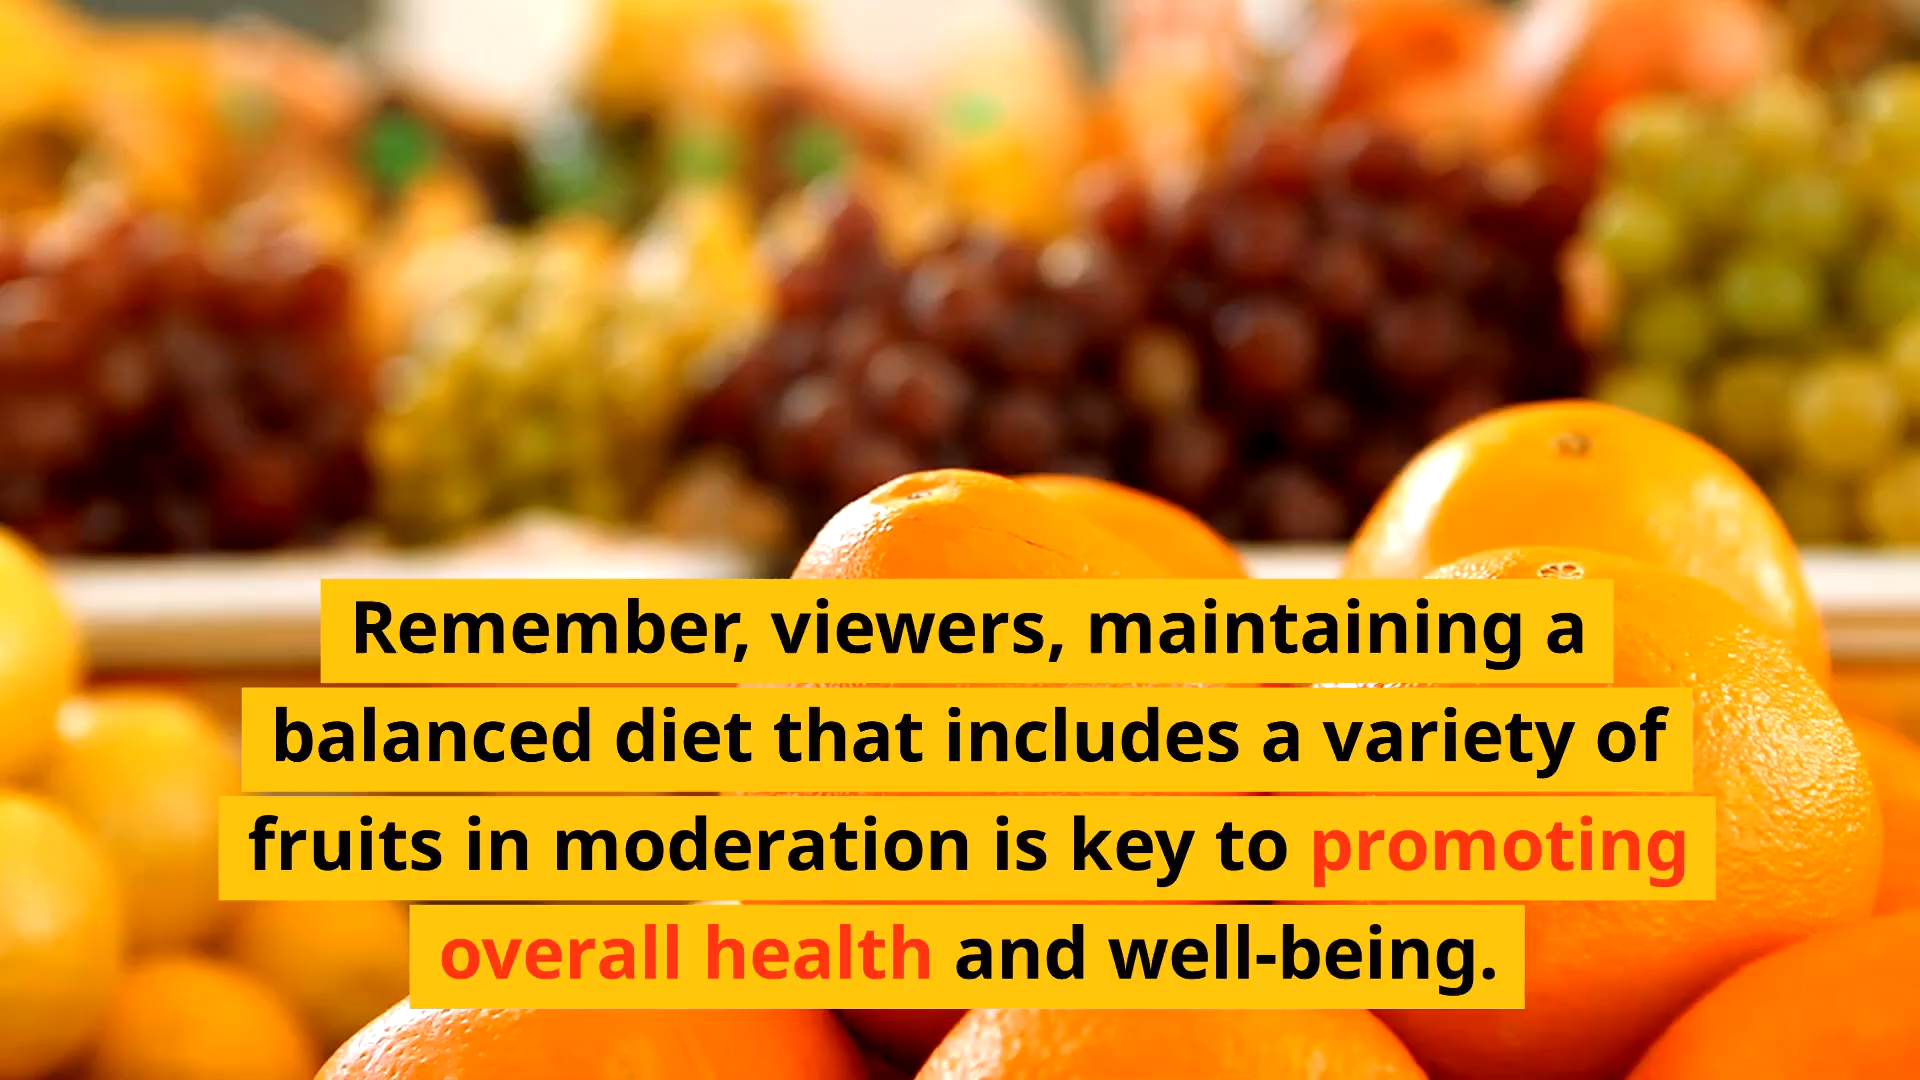 Remember, viewers, maintaining a
balanced diet that includes a variety of
fruits in moderation is key to promoting
overall health and well-being.